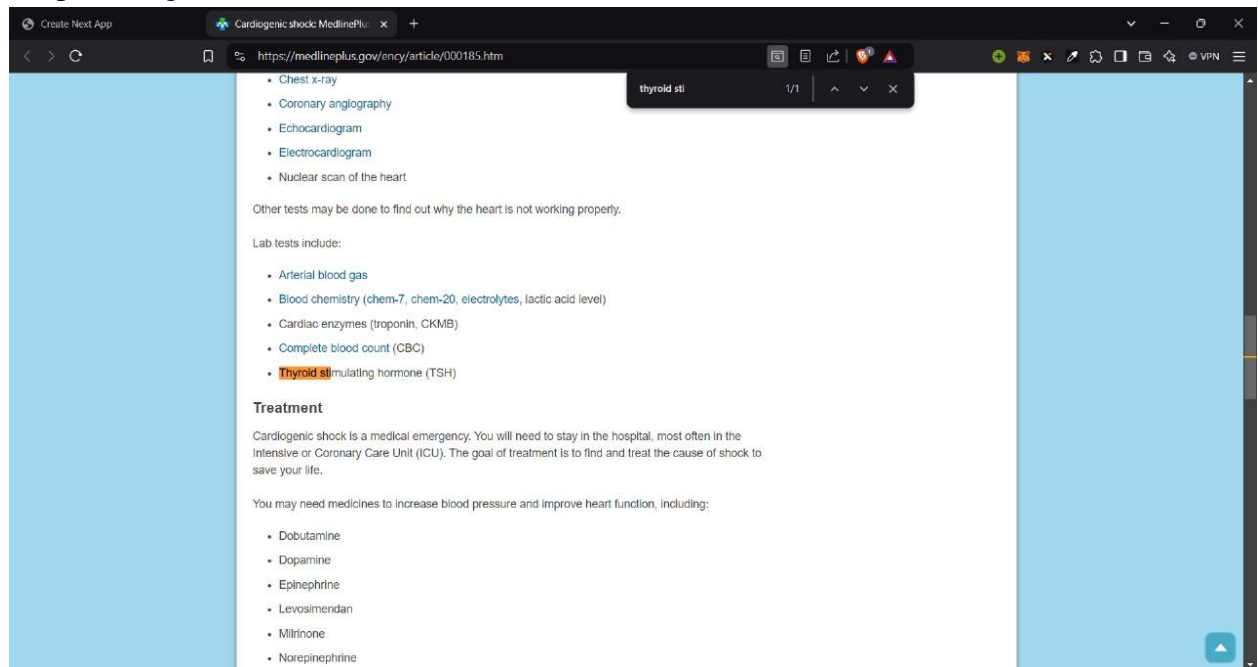 Create Next App
Cardiogenic shock: MedlinePlu
https://medlineplus.gov/ency/article/000185.htm
VPN
thyroid sti
1/1
• Chest x-ray
• Coronary angiography
• Echocardiogram
• Electrocardiogram
• Nuclear scan of the heart
Other tests may be done to find out why the heart is not working properly.
Lab tests include:
• Arterial blood gas
• Blood chemistry (chem-7, chem-20, electrolytes, lactic acid level)
• Cardiac enzymes (troponin, CKMB)
• Complete blood count (CBC)
• Thyroid stimulating hormone (TSH)
Treatment
Cardiogenic shock is a medical emergency. You will need to stay in the hospital, most often in the
Intensive or Coronary Care Unit (ICU). The goal of treatment is to find and treat the cause of shock to
save your life.
You may need medicines to increase blood pressure and improve heart function, including:
• Dobutamine
• Dopamine
• Epinephrine
• Levosimendan
• Milrinone
• Norepinephrine